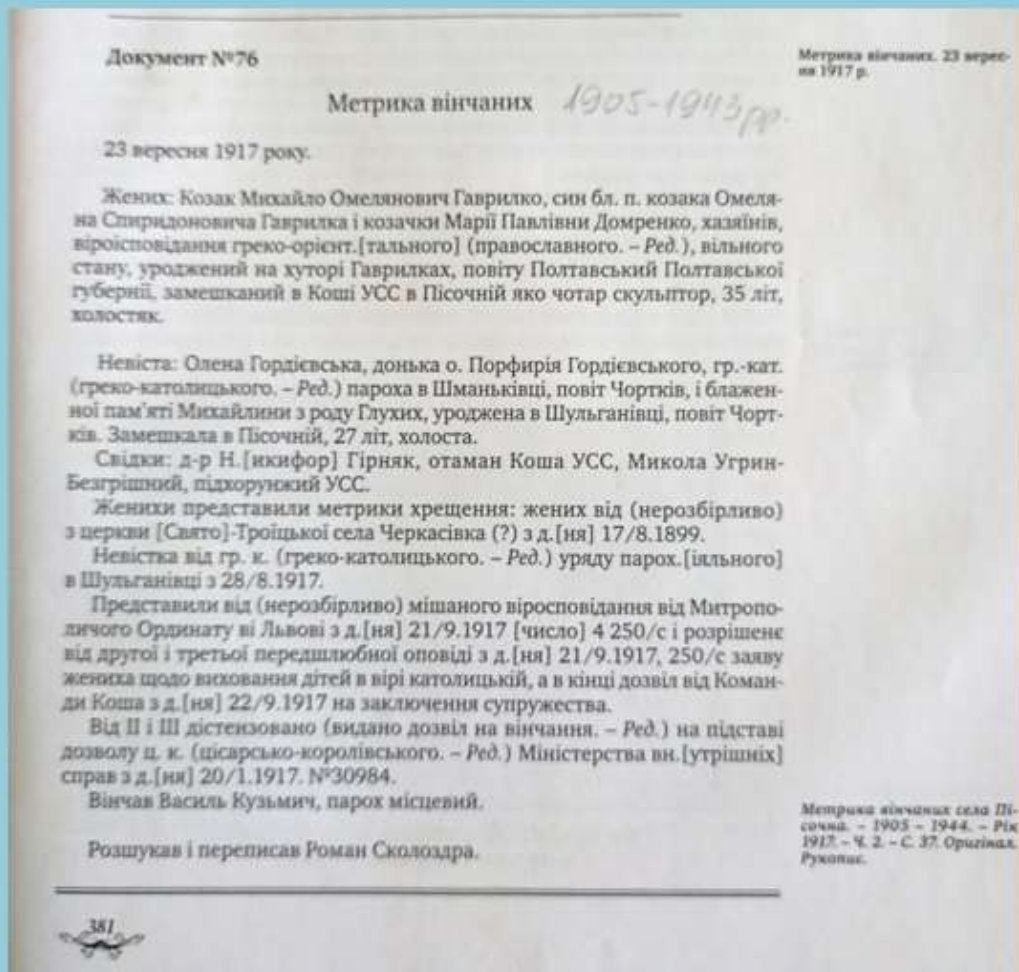 Документ №76
Метрика вінчаних. 23 верес-
ня 1917 р.
Метрика вінчаних 1905-1943 рр.
23 вересня 1917 року.
Жених: Козак Михайло Омелянович Гаврилко, син бл. п. козака Омеля-
на Спиридоновича Гаврилка і козачки Марії Павлівни Домренко, хазяїнів,
віроісповідання греко-орієнт.[тального] (православного. – Ред.), вільного
стану, уроджений на хуторі Гаврилках, повіту Полтавський Полтавської
губернії, замешканий в Коші УСС в Пісочній яко чотар скульптор, 35 літ,
холостяк.
Невіста: Олена Гордієвська, донька о. Порфирія Гордієвського, гр.-кат.
(греко-католицького. – Ред.) пароха в Шманьківці, повіт Чортків, і блажен-
ної пам'яті Михайлини з роду Глухих, уроджена в Шульганівці, повіт Чорт-
ків. Замешкала в Пісочній, 27 літ, холоста.
Свідки: д-р Н.[икифор] Гірняк, отаман Коша УСС, Микола Угрин-
Безгрішний, підхорунжий УСС.
Женихи представили метрики хрещення: жених від (нерозбірливо)
з церкви [Свято]-Троїцької села Черкасівка (?) з д.[ня] 17/8.1899.
Невістка від гр. к. (греко-католицького. – Ред.) уряду парох.[іяльного]
в Шульганівці з 28/8.1917.
Представили від (нерозбірливо) мішаного віросповідання від Митропо-
личого Ординату ві Львові з д.[ня] 21/9.1917 [число] 4 250/с і розрішенє
від другої і третьої передшлюбної оповіді з д.[ня] 21/9.1917, 250/с заяву
жениха щодо виховання дітей в вірі католицькій, а в кінці дозвіл від Коман-
ди Коша з д.[ня] 22/9.1917 на заключення супружества.
Від ІІ і ІІІ дістензовано (видано дозвіл на вінчання. – Ред.) на підставі
дозволу ц. к. (цісарсько-королівського. – Ред.) Міністерства вн.[утрішніх]
справ з д.[ня] 20/1.1917. №30984.
Вінчав Василь Кузьмич, парох місцевий.
Розшукав і переписав Роман Сколоздра.
Метрика вінчаних села Пі-
сочна. – 1905 – 1944. – Рік
1917. – Ч. 2. – С. 37. Оригінал.
Рукопис.
381